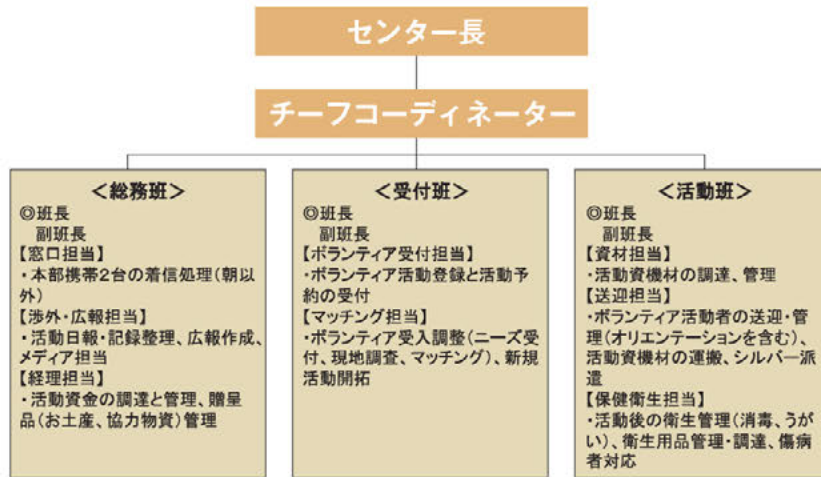 センター長
チーフコーディネーター
＜総務班＞
◎班長
副班長
【窓口担当】
・本部携帯2台の着信処理(朝以
外)
【渉外・広報担当】
・活動日報・記録整理、広報作成、
メディア担当
【経理担当】
・活動資金の調達と管理、贈呈
品(お土産、協力物資)管理
＜受付班＞
◎班長
副班長
【ボランティア受付担当】
・ボランティア活動登録と活動予
約の受付
【マッチング担当】
・ボランティア受入調整(ニーズ受
付、現地調査、マッチング)、新規
活動開拓
＜活動班＞
◎班長
副班長
【資材担当】
・活動資機材の調達、管理
【送迎担当】
・ボランティア活動者の送迎・管
理(オリエンテーションを含む)、
活動資機材の運搬、シルバー派
遣
【保健衛生担当】
・活動後の衛生管理(消毒、うが
い)、衛生用品管理・調達、傷病
者対応